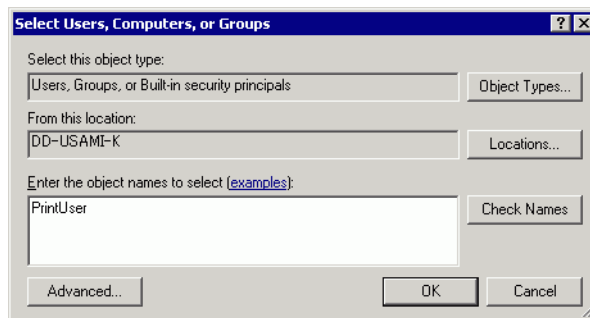 Select Users, Computers, or Groups
Select this object type:
Users, Groups, or Built-in security principals
Object Types...
From this location:
DD-USAMI-K
Locations...
Enter the object names to select (examples):
PrintUser
Check Names
Advanced...
OK
Cancel